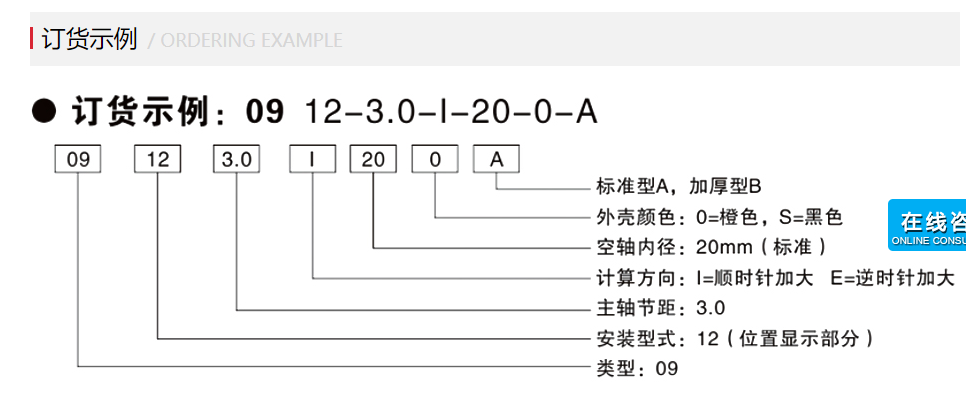 订货示例 / ORDERING EXAMPLE
● 订货示例：09 12-3.0-I-20-0-A
09 12 3.0 I 20 0 A
标准型A，加厚型B
外壳颜色：0=橙色，S=黑色
空轴内径：20mm（标准）
计算方向：I=顺时针加大 E=逆时针加大
主轴节距：3.0
安装型式：12（位置显示部分）
类型：09
在线咨
ONLINE CONSU